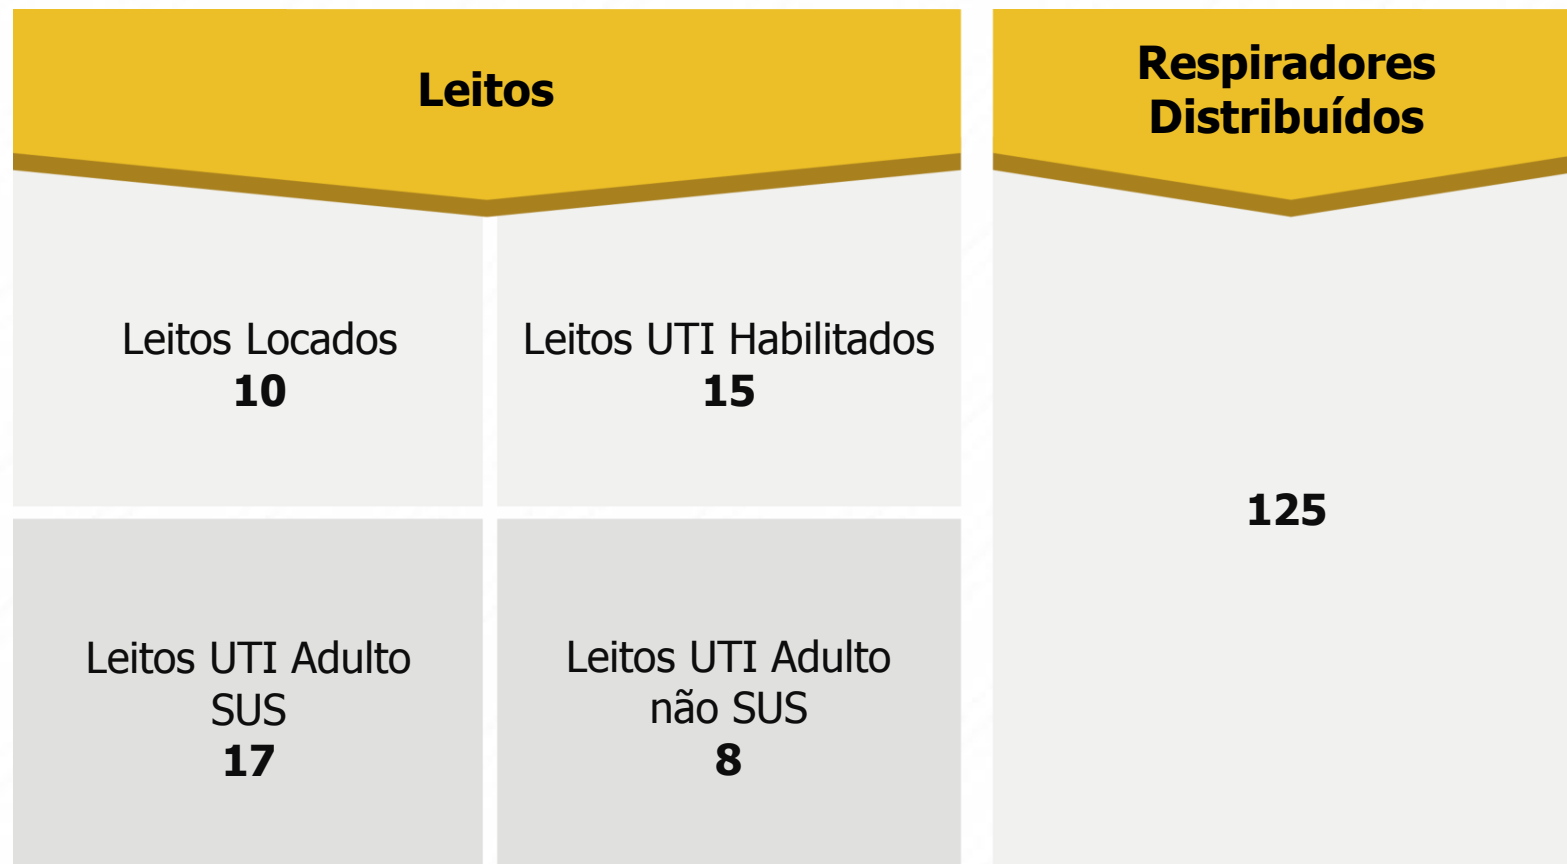 Leitos
Respiradores
Distribuídos
Leitos Locados
10
Leitos UTI Habilitados
15
Leitos UTI Adulto
SUS
17
Leitos UTI Adulto
não SUS
8
125